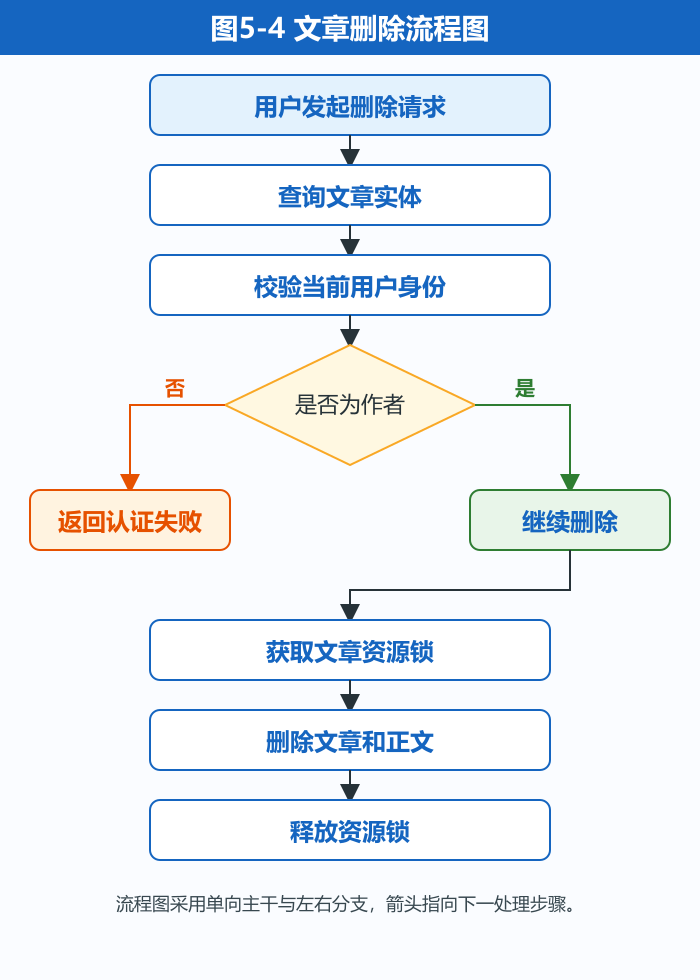 图5-4 文章删除流程图
用户发起删除请求
查询文章实体
校验当前用户身份
是否为作者
否
是
返回认证失败
继续删除
获取文章资源锁
删除文章和正文
释放资源锁
流程图采用单向主干与左右分支，箭头指向下一处理步骤。